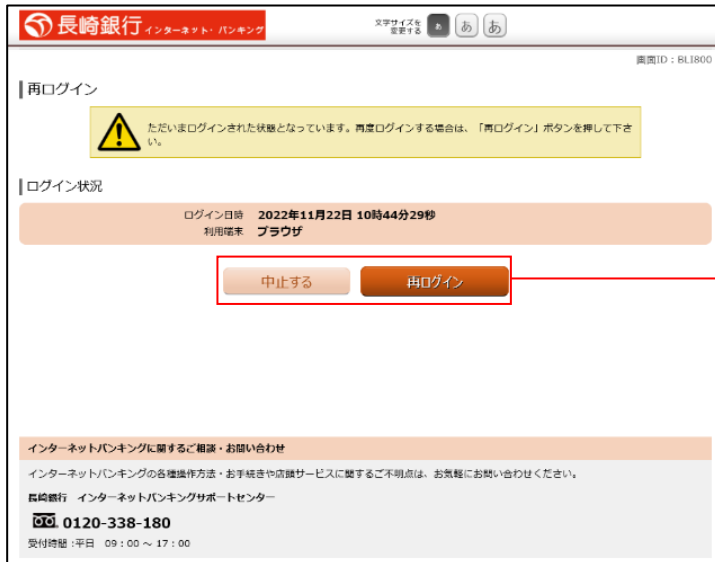 長崎銀行 インターネット・バンキング
文字サイズを
変更する
あ あ あ
画面ID：BLI800
再ログイン
ただいまログインされた状態となっています。再度ログインする場合は、「再ログイン」ボタンを押して下さ
い。
ログイン状況
ログイン日時 2022年11月22日 10時44分29秒
利用端末 ブラウザ
中止する 再ログイン
インターネットバンキングに関するご相談・お問い合わせ
インターネットバンキングの各種操作方法・お手続きや店頭サービスに関するご不明点は、お気軽にお問い合わせください。
長崎銀行 インターネットバンキングサポートセンター
0120-338-180
受付時間：平日 09：00 ～ 17：00